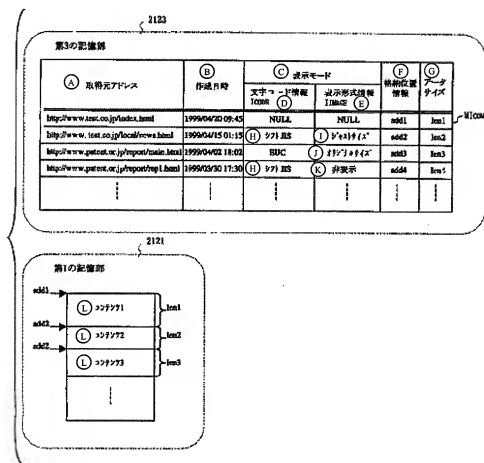 2123
第3の記憶部
Ⓐ 取得元アドレス
Ⓑ 作成日時
Ⓒ 表示モード
文字コード情報 ICODE Ⓓ
表示形式情報 IIMAGE Ⓔ
Ⓕ 格納位置情報
Ⓖ データサイズ
http://www.test.co.jp/index.html 1999/04/20 09:45 NULL NULL add1 len1
http://www.test.co.jp/local/news.html 1999/04/15 01:15 Ⓗ シフトJIS Ⓘ ジャストサイズ add2 len2
http://www.patent.or.jp/report/main.html 1999/04/02 18:02 EUC Ⓙ オリジナルサイズ add3 len3
http://www.patent.or.jp/report/rep1.html 1999/03/30 17:30 Ⓗ シフトJIS Ⓚ 非表示 add4
2121
第1の記憶部
add1
Ⓛ コンテンツ1 len1
add2
Ⓛ コンテンツ2 len2
add2
Ⓛ コンテンツ3 len3